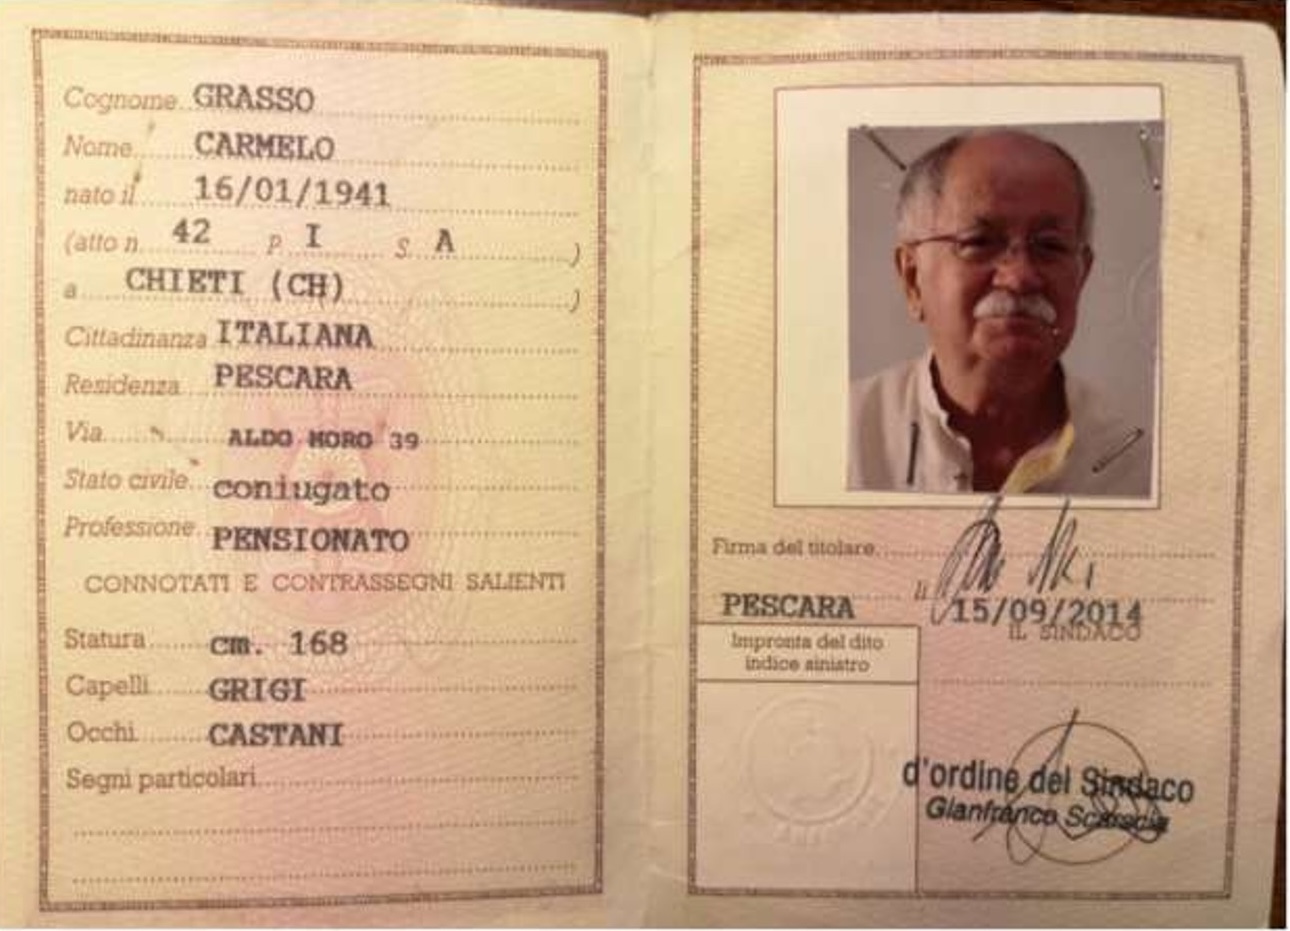 Cognome GRASSO
Nome CARMELO
nato il 16/01/1941
(atto n. 42 P. I S. A )
a CHIETI (CH) )
Cittadinanza ITALIANA
Residenza PESCARA
Via ALDO MORO 39
Stato civile coniugato
Professione PENSIONATO
CONNOTATI E CONTRASSEGNI SALIENTI
Statura cm. 168
Capelli GRIGI
Occhi CASTANI
Segni particolari
Firma del titolare
PESCARA li 15/09/2014
IL SINDACO
Impronta del dito
indice sinistro
d'ordine del Sindaco
Gianfranco